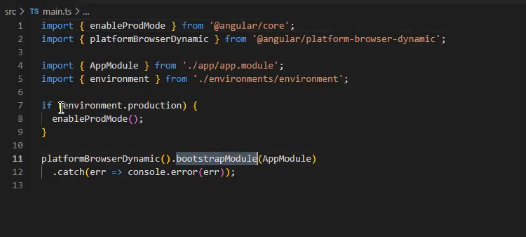 src > main.ts > ...
1 import { enableProdMode } from '@angular/core';
2 import { platformBrowserDynamic } from '@angular/platform-browser-dynamic';
3
4 import { AppModule } from './app/app.module';
5 import { environment } from './environments/environment';
6
7 if (environment.production) {
8 enableProdMode();
9 }
10
11 platformBrowserDynamic().bootstrapModule(AppModule)
12 .catch(err => console.error(err));
13